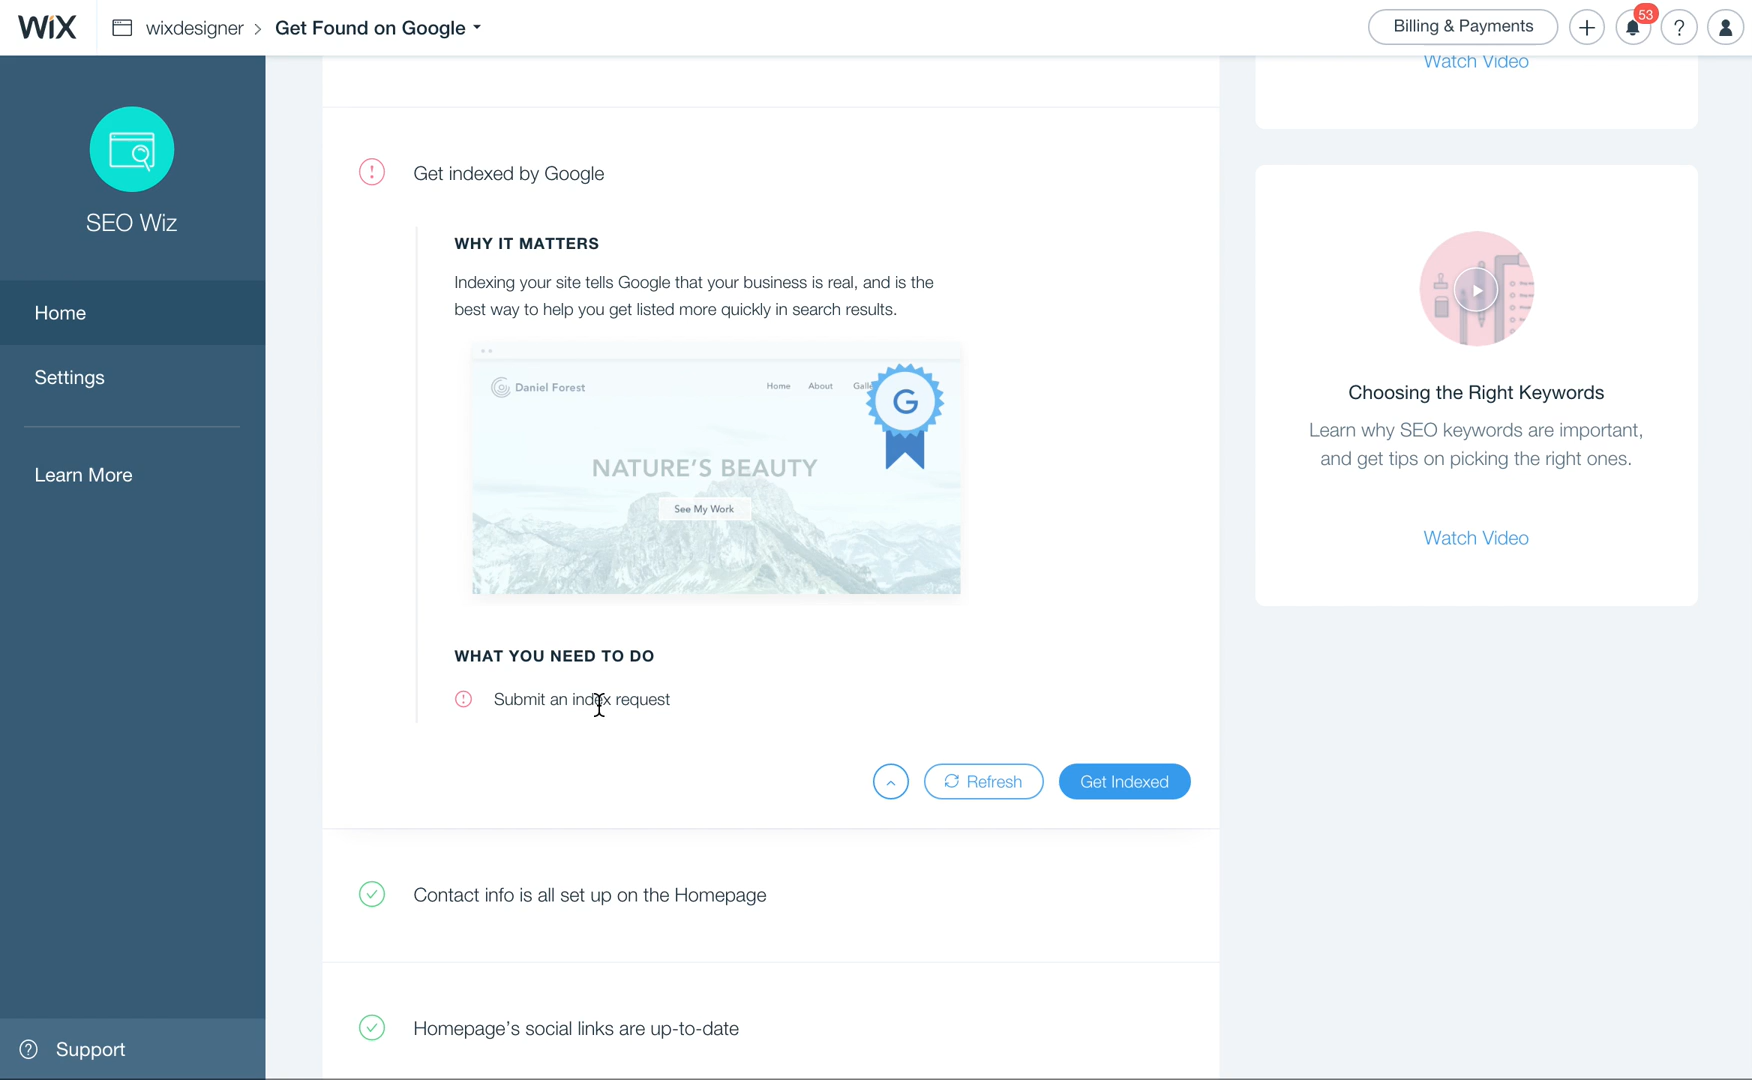 WiX wixdesigner > Get Found on Google Billing & Payments + 53 ?
SEO Wiz
Home
Settings
Learn More
? Support
Get indexed by Google
WHY IT MATTERS
Indexing your site tells Google that your business is real, and is the
best way to help you get listed more quickly in search results.
Daniel Forest Home About Galle
G
NATURE'S BEAUTY
See My Work
WHAT YOU NEED TO DO
Submit an index request
Refresh Get Indexed
Contact info is all set up on the Homepage
Homepage's social links are up-to-date
Watch Video
Choosing the Right Keywords
Learn why SEO keywords are important,
and get tips on picking the right ones.
Watch Video